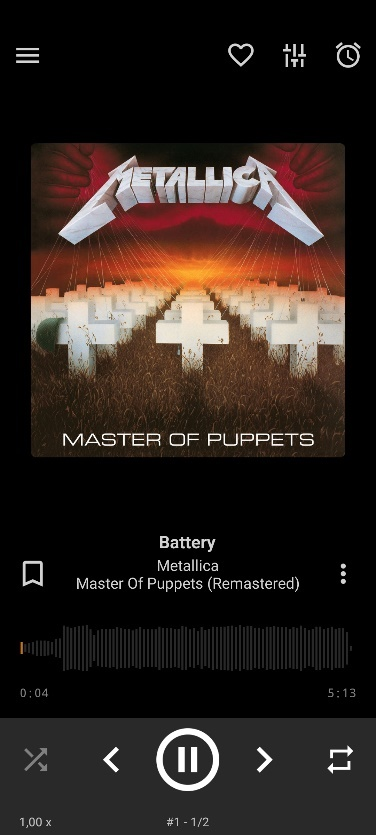 METALLICA
MASTER OF PUPPETS
Battery
Metallica
Master Of Puppets (Remastered)
0:04
5:13
1,00 x
#1 - 1/2